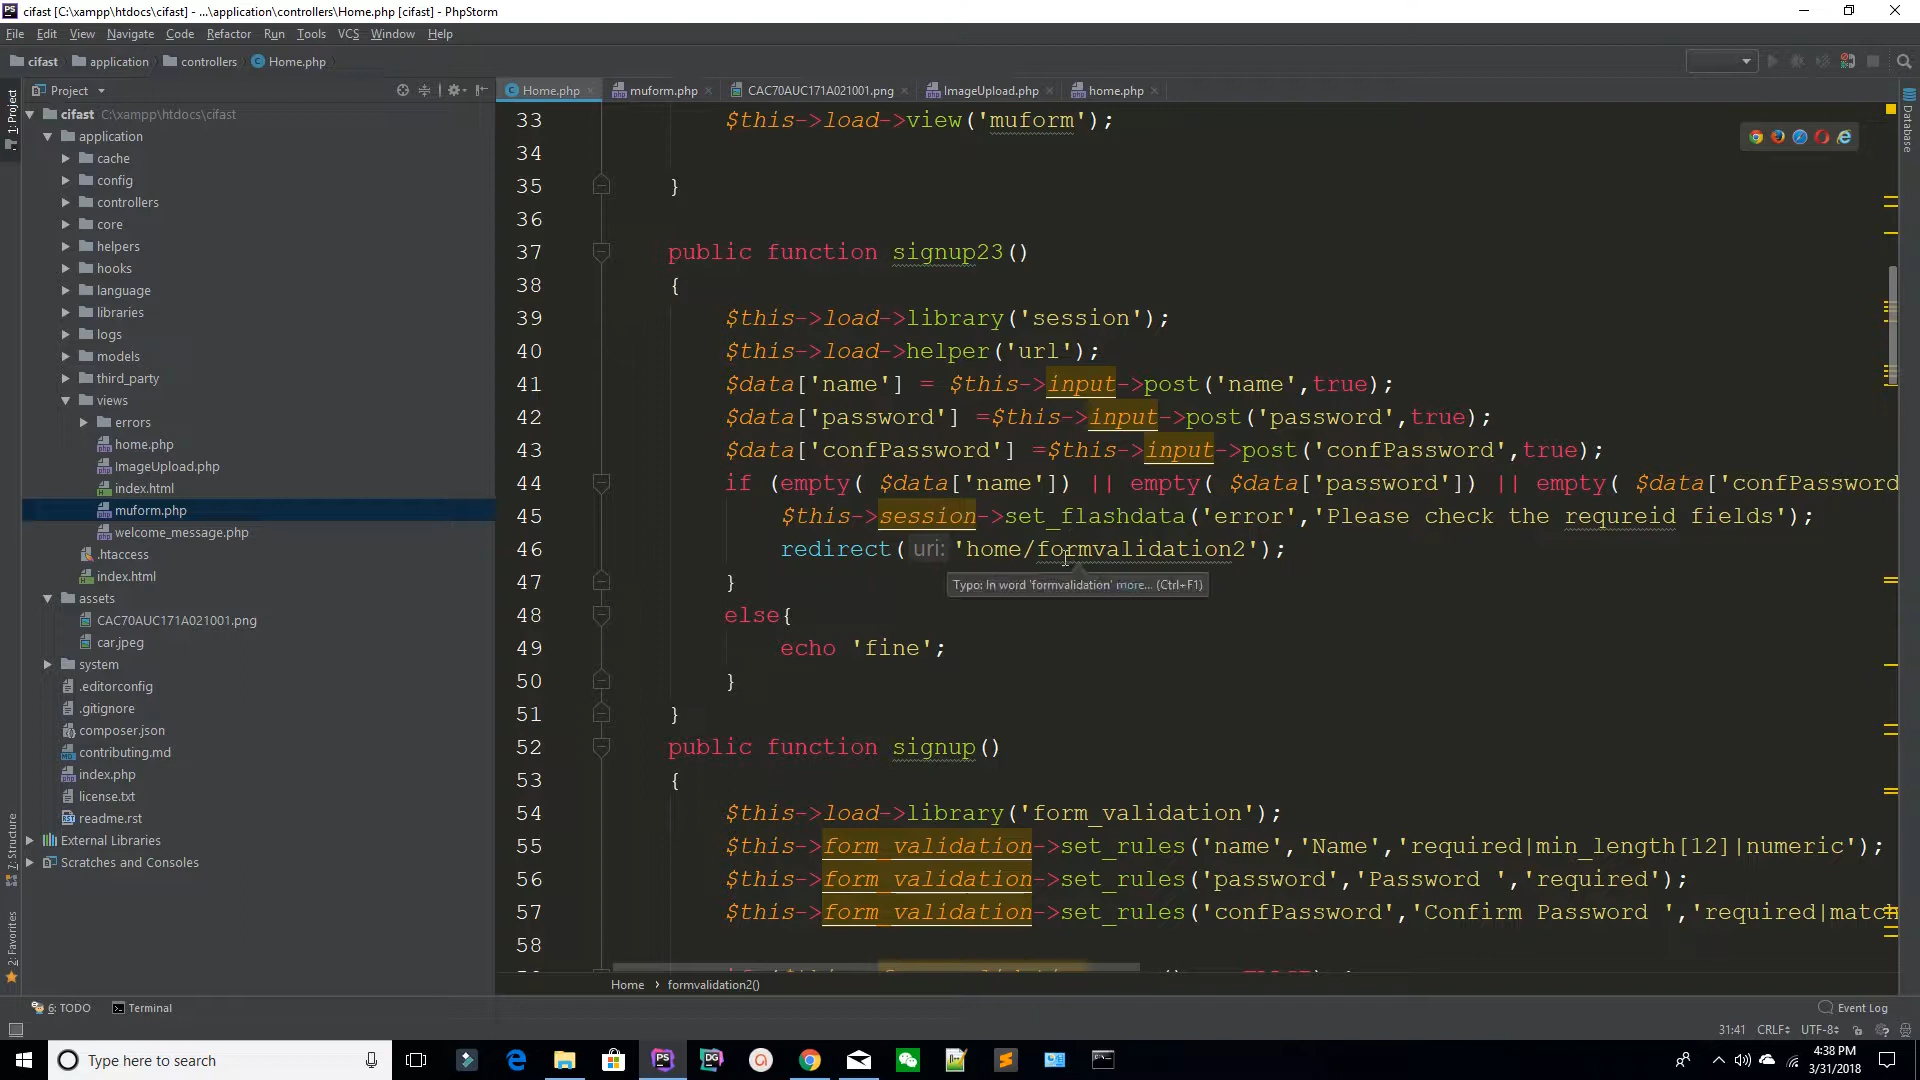 cifast [C:\xampp\htdocs\cifast] - ...\application\controllers\Home.php [cifast] - PhpStorm
File Edit View Navigate Code Refactor Run Tools VCS Window Help
cifast application controllers Home.php
Project
Home.php muform.php CAC70AUC171A021001.png ImageUpload.php home.php
1: Project
7: Structure
2: Favorites
Database
cifast C:\xampp\htdocs\cifast
application
cache
config
controllers
core
helpers
hooks
language
libraries
logs
models
third_party
views
errors
home.php
ImageUpload.php
index.html
muform.php
welcome_message.php
.htaccess
index.html
assets
CAC70AUC171A021001.png
car.jpeg
system
.editorconfig
.gitignore
composer.json
contributing.md
index.php
license.txt
readme.rst
External Libraries
Scratches and Consoles
33 $this->load->view('muform');
34
35 }
36
37 public function signup23()
38 {
39 $this->load->library('session');
40 $this->load->helper('url');
41 $data['name'] = $this->input->post('name',true);
42 $data['password'] =$this->input->post('password',true);
43 $data['confPassword'] =$this->input->post('confPassword',true);
44 if (empty( $data['name']) || empty( $data['password']) || empty( $data['confPassword
45 $this->session->set_flashdata('error','Please check the requreid fields');
46 redirect( uri: 'home/formvalidation2');
47 }
Typo: In word 'formvalidation' more... (Ctrl+F1)
48 else{
49 echo 'fine';
50 }
51 }
52 public function signup()
53 {
54 $this->load->library('form_validation');
55 $this->form_validation->set_rules('name','Name','required|min_length[12]|numeric');
56 $this->form_validation->set_rules('password','Password ','required');
57 $this->form_validation->set_rules('confPassword','Confirm Password ','required|match
58
Home › formvalidation2()
6: TODO Terminal Event Log
31:41 CRLF UTF-8
Type here to search
4:38 PM
3/31/2018